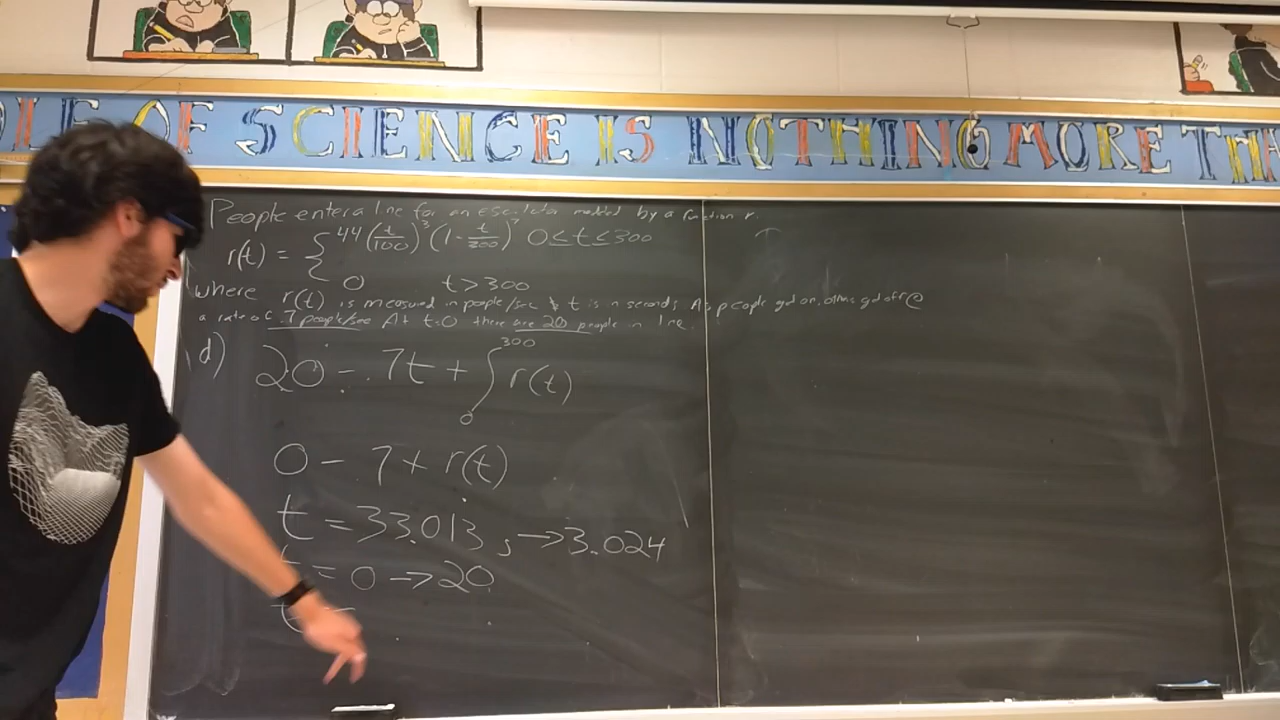 OLE OF SCIENCE IS NOTHING MORE THA
People enter a line for an escalator modeled by a function r.
r(t) = { 44(t/100)³(1-t/300)⁷ 0≤t≤300
0 t>300
where r(t) is measured in people/sec & t is in seconds. As people get on, others get off @
a rate of .7 people/sec At t=0 there are 20 people in line.
d) 20 - .7t + ∫₀³⁰⁰ r(t)
0 - .7 + r(t)
t = 33.013, → 3.024
t = 0 → 20
t =